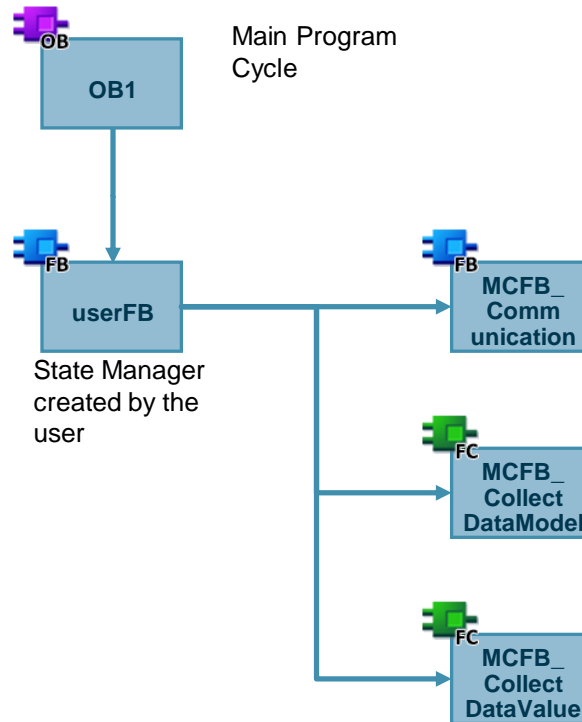 OB
OB1
Main Program
Cycle
FB
userFB
State Manager
created by the
user
FB
MCFB_
Comm
unication
FC
MCFB_
Collect
DataModel
FC
MCFB_
Collect
DataValue